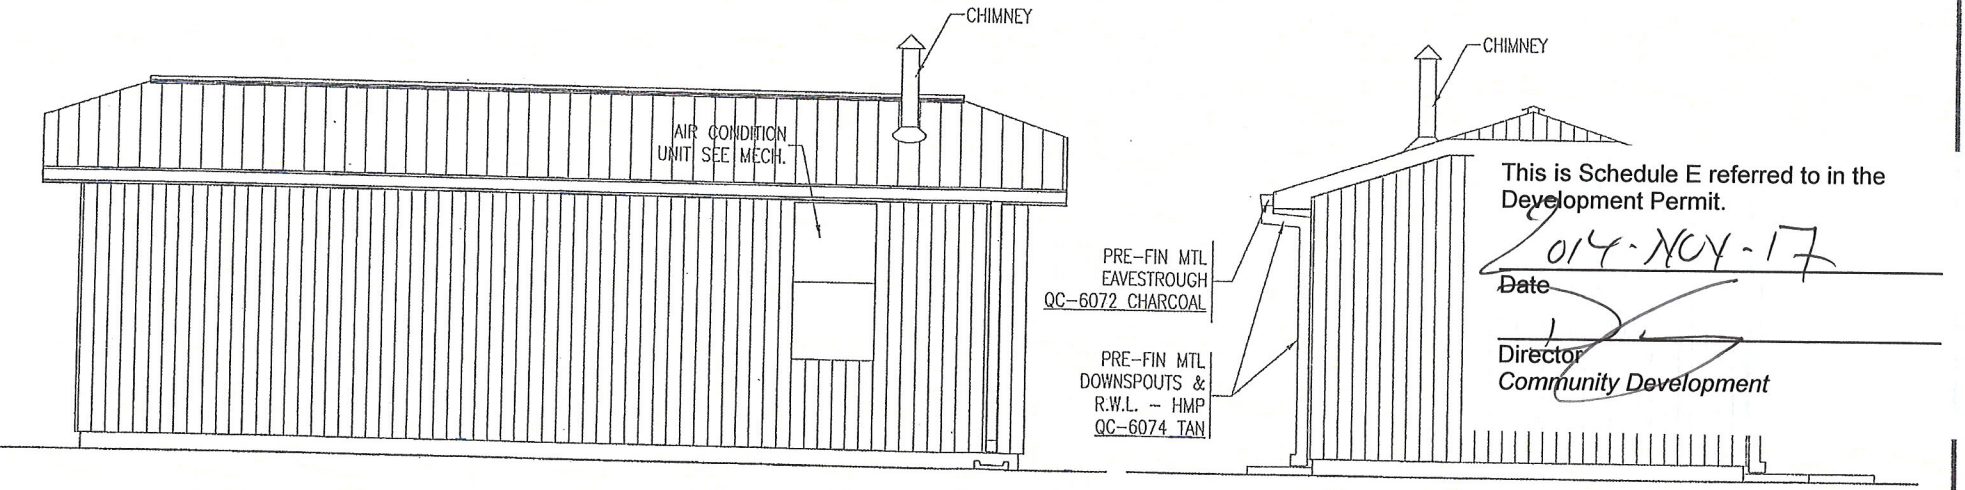 CHIMNEY
AIR CONDITION
UNIT SEE MECH.
CHIMNEY
PRE-FIN MTL
EAVESTROUGH
QC-6072 CHARCOAL
PRE-FIN MTL
DOWNSPOUTS &
R.W.L. - HMP
QC-6074 TAN
This is Schedule E referred to in the
Development Permit.
2014-NOV-17
Date
Director
Community Development